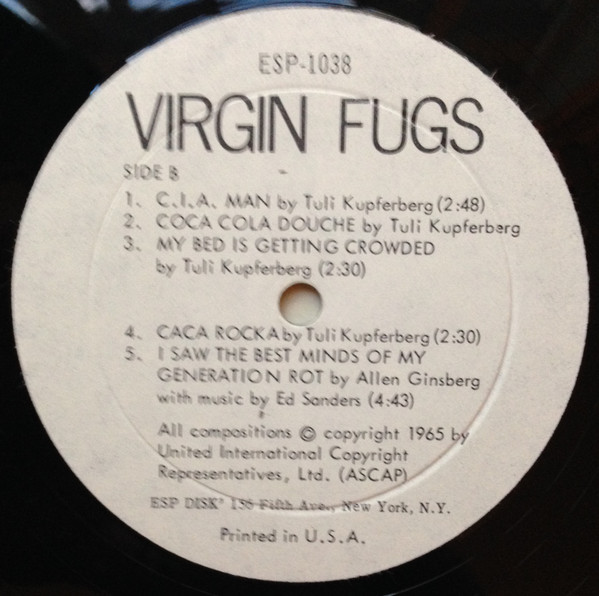 ESP-1038
VIRGIN FUGS
SIDE B
1. C.I.A. MAN by Tuli Kupferberg (2:48)
2. COCA COLA DOUCHE by Tuli Kupferberg
3. MY BED IS GETTING CROWDED
by Tuli Kupferberg (2:30)
4. CACA ROCKA by Tuli Kupferberg (2:30)
5. I SAW THE BEST MINDS OF MY
GENERATION ROT by Allen Ginsberg
with music by Ed Sanders (4:43)
All compositions © copyright 1965 by
United International Copyright
Representatives, Ltd. (ASCAP)
ESP DISK' 156 Fifth Ave., New York, N.Y.
Printed in U.S.A.